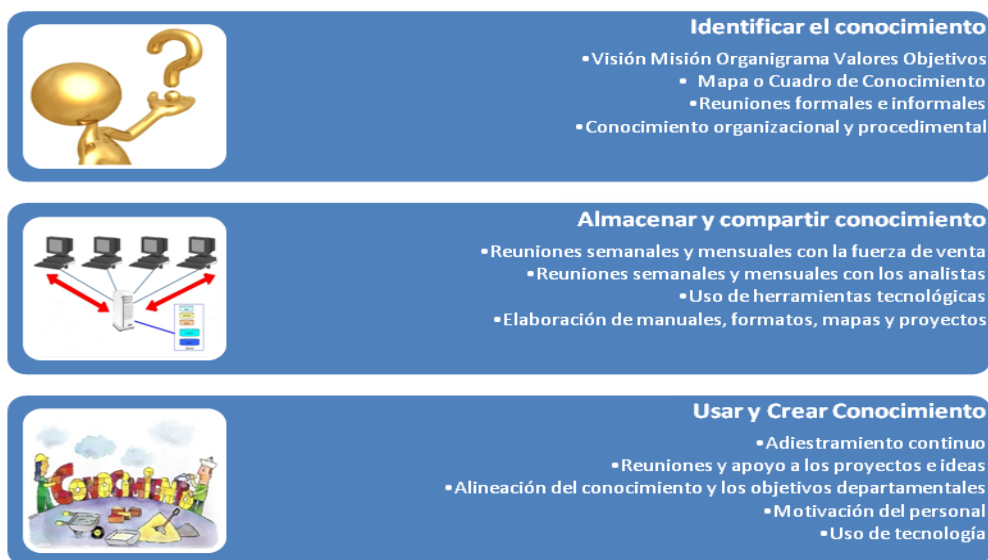 Identificar el conocimiento
•Visión Misión Organigrama Valores Objetivos
• Mapa o Cuadro de Conocimiento
•Reuniones formales e informales
•Conocimiento organizacional y procedimental
Almacenar y compartir conocimiento
•Reuniones semanales y mensuales con la fuerza de venta
•Reuniones semanales y mensuales con los analistas
•Uso de herramientas tecnológicas
•Elaboración de manuales, formatos, mapas y proyectos
Usar y Crear Conocimiento
•Adiestramiento continuo
•Reuniones y apoyo a los proyectos e ideas
•Alineación del conocimiento y los objetivos departamentales
•Motivación del personal
•Uso de tecnología
CONOCIMIENTO